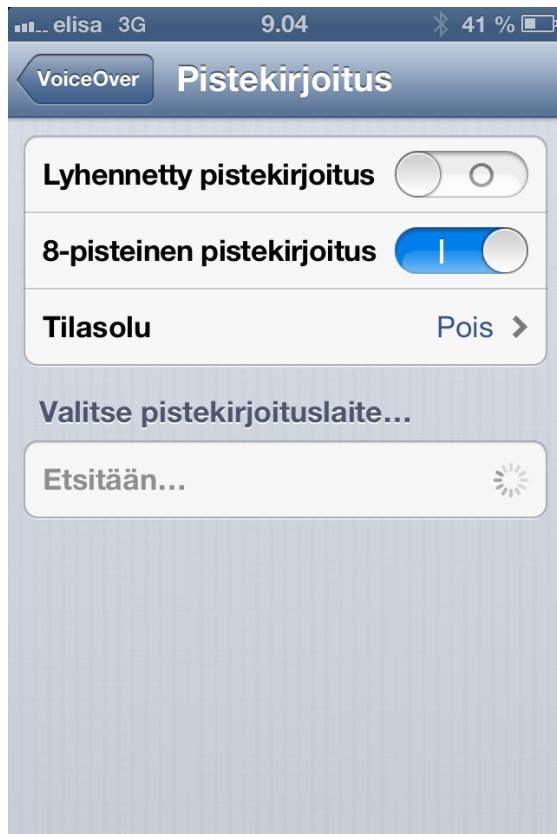 elisa 3G 9.04 41 %
VoiceOver Pistekirjoitus
Lyhennetty pistekirjoitus
8-pisteinen pistekirjoitus
Tilasolu Pois
Valitse pistekirjoituslaite...
Etsitään...